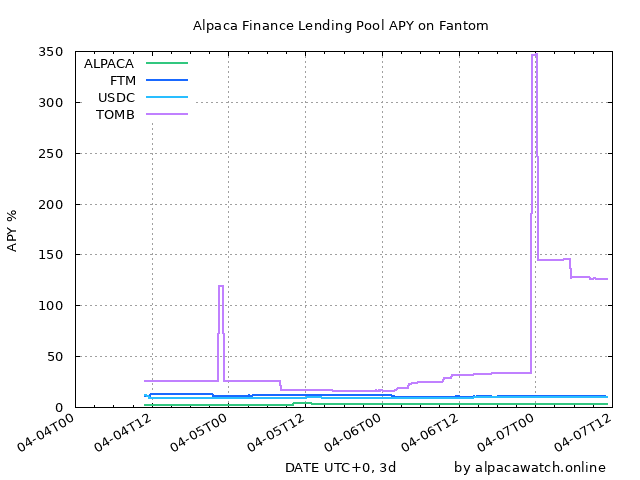 Alpaca Finance Lending Pool APY on Fantom
350
300
250
200
150
100
50
0
APY %
ALPACA
FTM
USDC
TOMB
04-04T00
04-04T12
04-05T00
04-05T12
04-06T00
04-06T12
04-07T00
04-07T12
DATE UTC+0, 3d
by alpacawatch.online